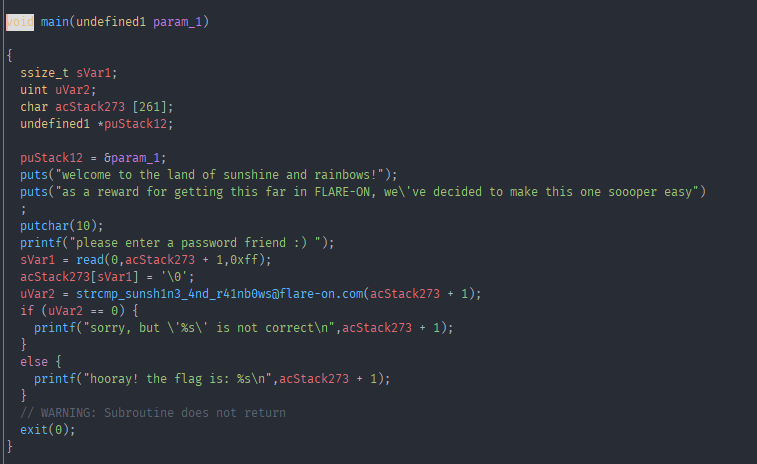 void main(undefined1 param_1)
{
ssize_t sVar1;
uint uVar2;
char acStack273 [261];
undefined1 *puStack12;
puStack12 = &param_1;
puts("welcome to the land of sunshine and rainbows!");
puts("as a reward for getting this far in FLARE-ON, we\'ve decided to make this one soooper easy")
;
putchar(10);
printf("please enter a password friend :) ");
sVar1 = read(0,acStack273 + 1,0xff);
acStack273[sVar1] = '\0';
uVar2 = strcmp_sunsh1n3_4nd_r41nb0ws@flare-on.com(acStack273 + 1);
if (uVar2 == 0) {
printf("sorry, but \'%s\' is not correct\n",acStack273 + 1);
}
else {
printf("hooray! the flag is: %s\n",acStack273 + 1);
}
// WARNING: Subroutine does not return
exit(0);
}